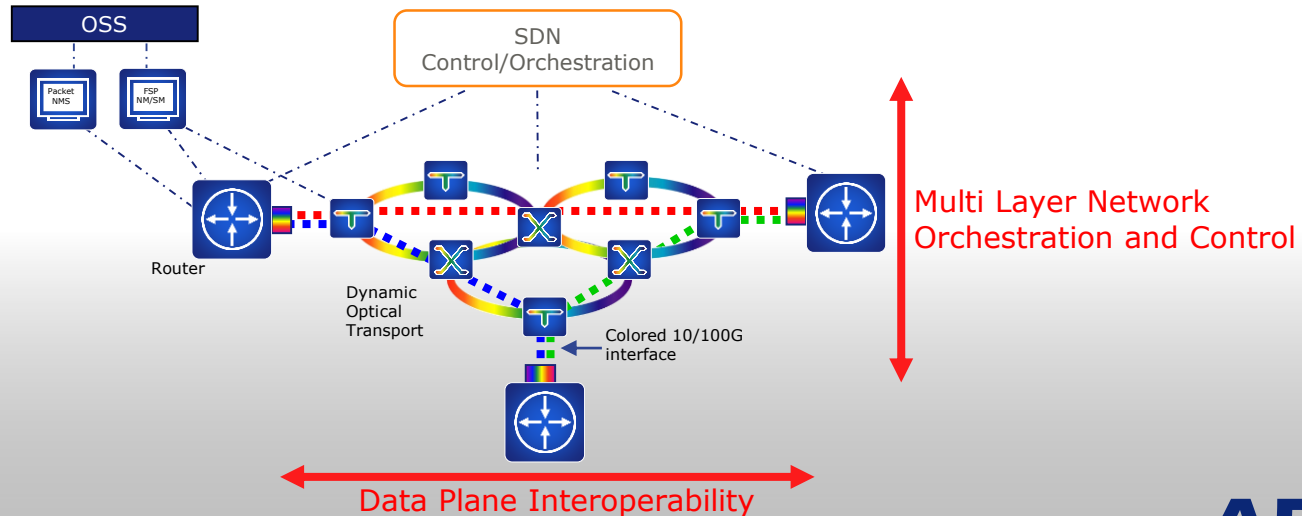 OSS
SDN
Control/Orchestration
Packet
NMS
FSP
NM/SM
Multi Layer Network
Orchestration and Control
Router
Dynamic
Optical
Transport
Colored 10/100G
interface
Data Plane Interoperability